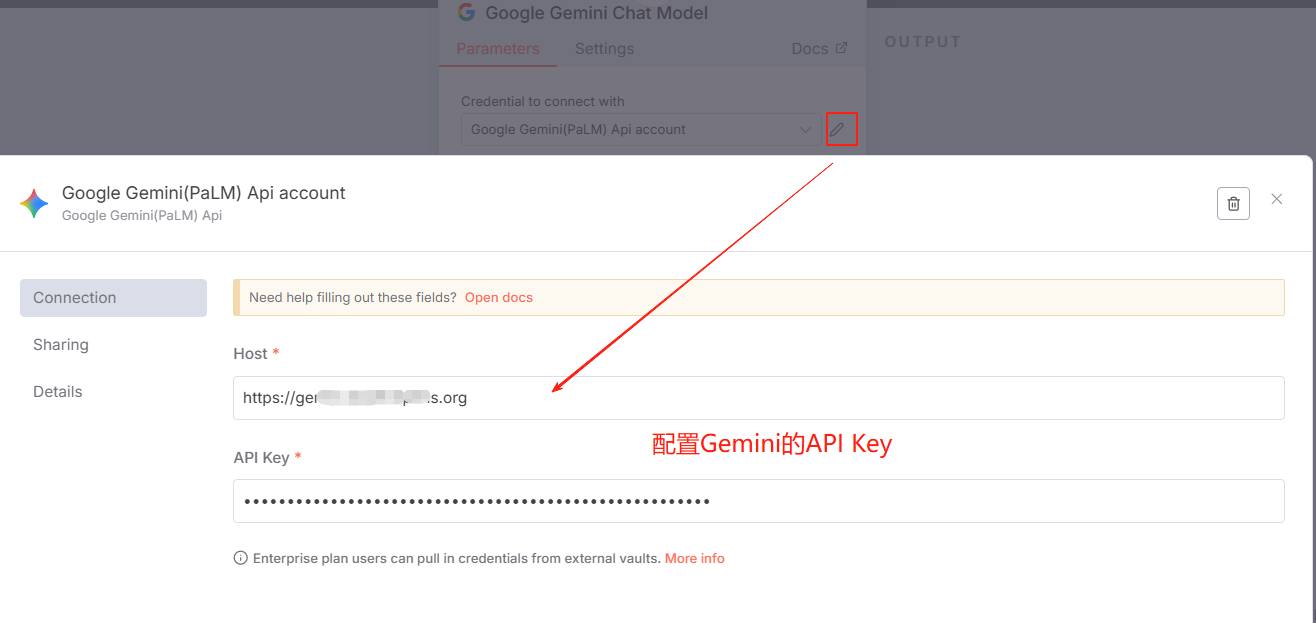 Google Gemini Chat Model
Parameters Settings Docs
OUTPUT
Credential to connect with
Google Gemini(PaLM) Api account
Google Gemini(PaLM) Api account
Google Gemini(PaLM) Api
Connection
Sharing
Details
Need help filling out these fields? Open docs
Host *
https://ger s.org
配置Gemini的API Key
API Key *
Enterprise plan users can pull in credentials from external vaults. More info